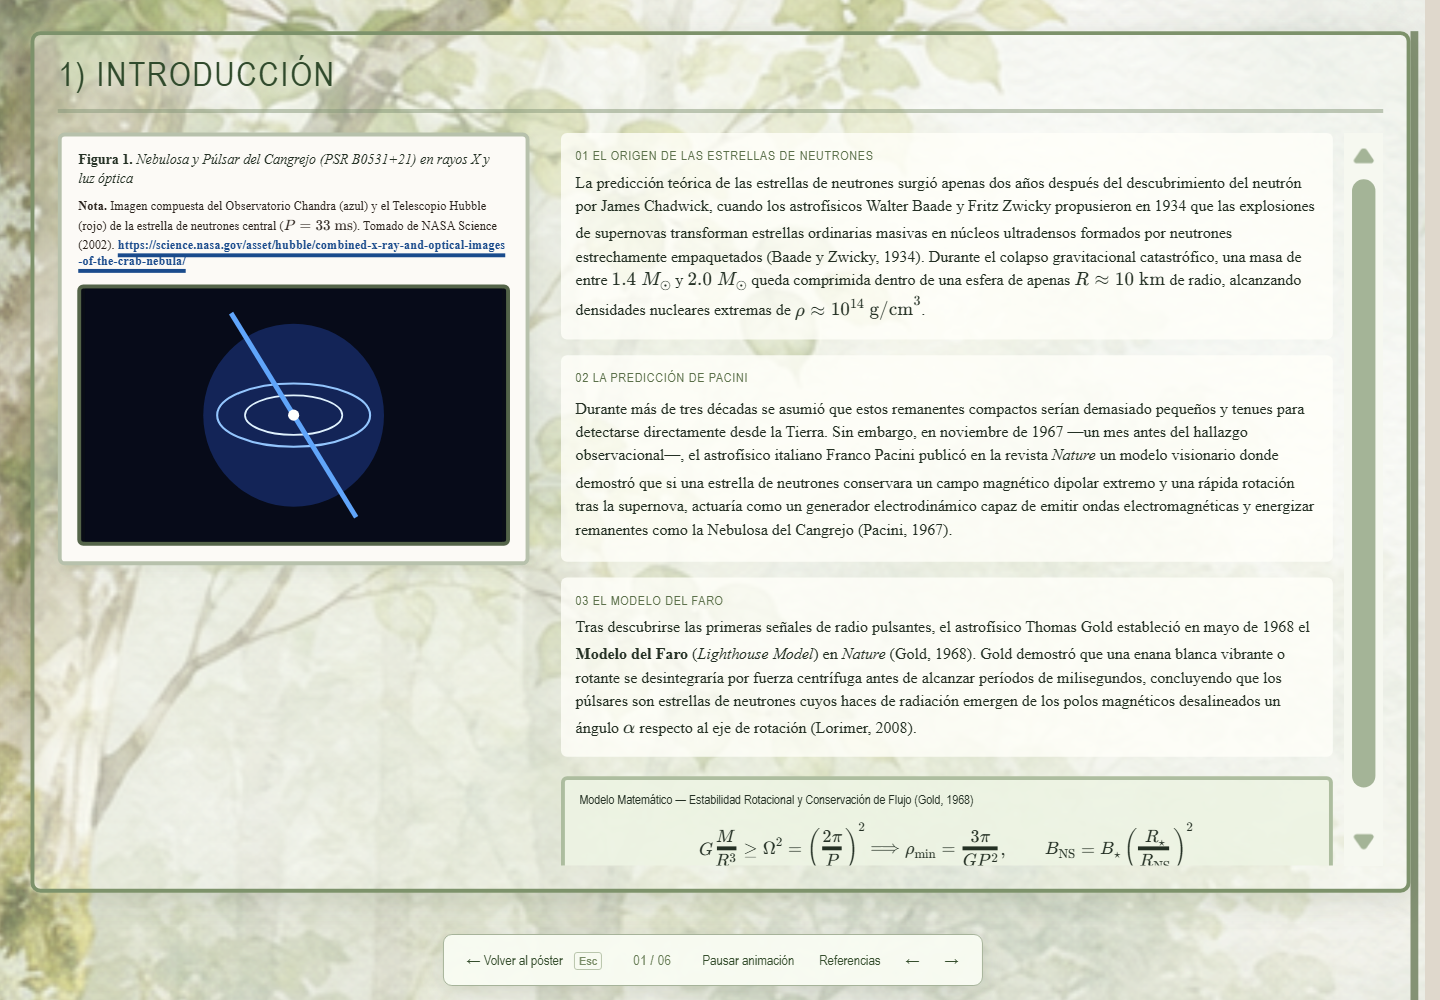 1) INTRODUCCIÓN
Figura 1. Nebulosa y Púlsar del Cangrejo (PSR B0531+21) en rayos X y
luz óptica
Nota. Imagen compuesta del Observatorio Chandra (azul) y el Telescopio Hubble
(rojo) de la estrella de neutrones central (P = 33 ms). Tomado de NASA Science
(2002). https://science.nasa.gov/asset/hubble/combined-x-ray-and-optical-images
-of-the-crab-nebula/
01 EL ORIGEN DE LAS ESTRELLAS DE NEUTRONES
La predicción teórica de las estrellas de neutrones surgió apenas dos años después del descubrimiento del neutrón
por James Chadwick, cuando los astrofísicos Walter Baade y Fritz Zwicky propusieron en 1934 que las explosiones
de supernovas transforman estrellas ordinarias masivas en núcleos ultradensos formados por neutrones
estrechamente empaquetados (Baade y Zwicky, 1934). Durante el colapso gravitacional catastrófico, una masa de
entre 1.4 M☉ y 2.0 M☉ queda comprimida dentro de una esfera de apenas R ≈ 10 km de radio, alcanzando
densidades nucleares extremas de ρ ≈ 10¹⁴ g/cm³.
02 LA PREDICCIÓN DE PACINI
Durante más de tres décadas se asumió que estos remanentes compactos serían demasiado pequeños y tenues para
detectarse directamente desde la Tierra. Sin embargo, en noviembre de 1967 —un mes antes del hallazgo
observacional—, el astrofísico italiano Franco Pacini publicó en la revista Nature un modelo visionario donde
demostró que si una estrella de neutrones conservara un campo magnético dipolar extremo y una rápida rotación
tras la supernova, actuaría como un generador electrodinámico capaz de emitir ondas electromagnéticas y energizar
remanentes como la Nebulosa del Cangrejo (Pacini, 1967).
03 EL MODELO DEL FARO
Tras descubrirse las primeras señales de radio pulsantes, el astrofísico Thomas Gold estableció en mayo de 1968 el
Modelo del Faro (Lighthouse Model) en Nature (Gold, 1968). Gold demostró que una enana blanca vibrante o
rotante se desintegraría por fuerza centrífuga antes de alcanzar períodos de milisegundos, concluyendo que los
púlsares son estrellas de neutrones cuyos haces de radiación emergen de los polos magnéticos desalineados un
ángulo α respecto al eje de rotación (Lorimer, 2008).
Modelo Matemático — Estabilidad Rotacional y Conservación de Flujo (Gold, 1968)
G M/R³ ≥ Ω² = (2π/P)² ⟹ ρmin = 3π/GP², B_NS = B⋆ (R⋆/R_NS)²
← Volver al póster Esc 01 / 06 Pausar animación Referencias ← →